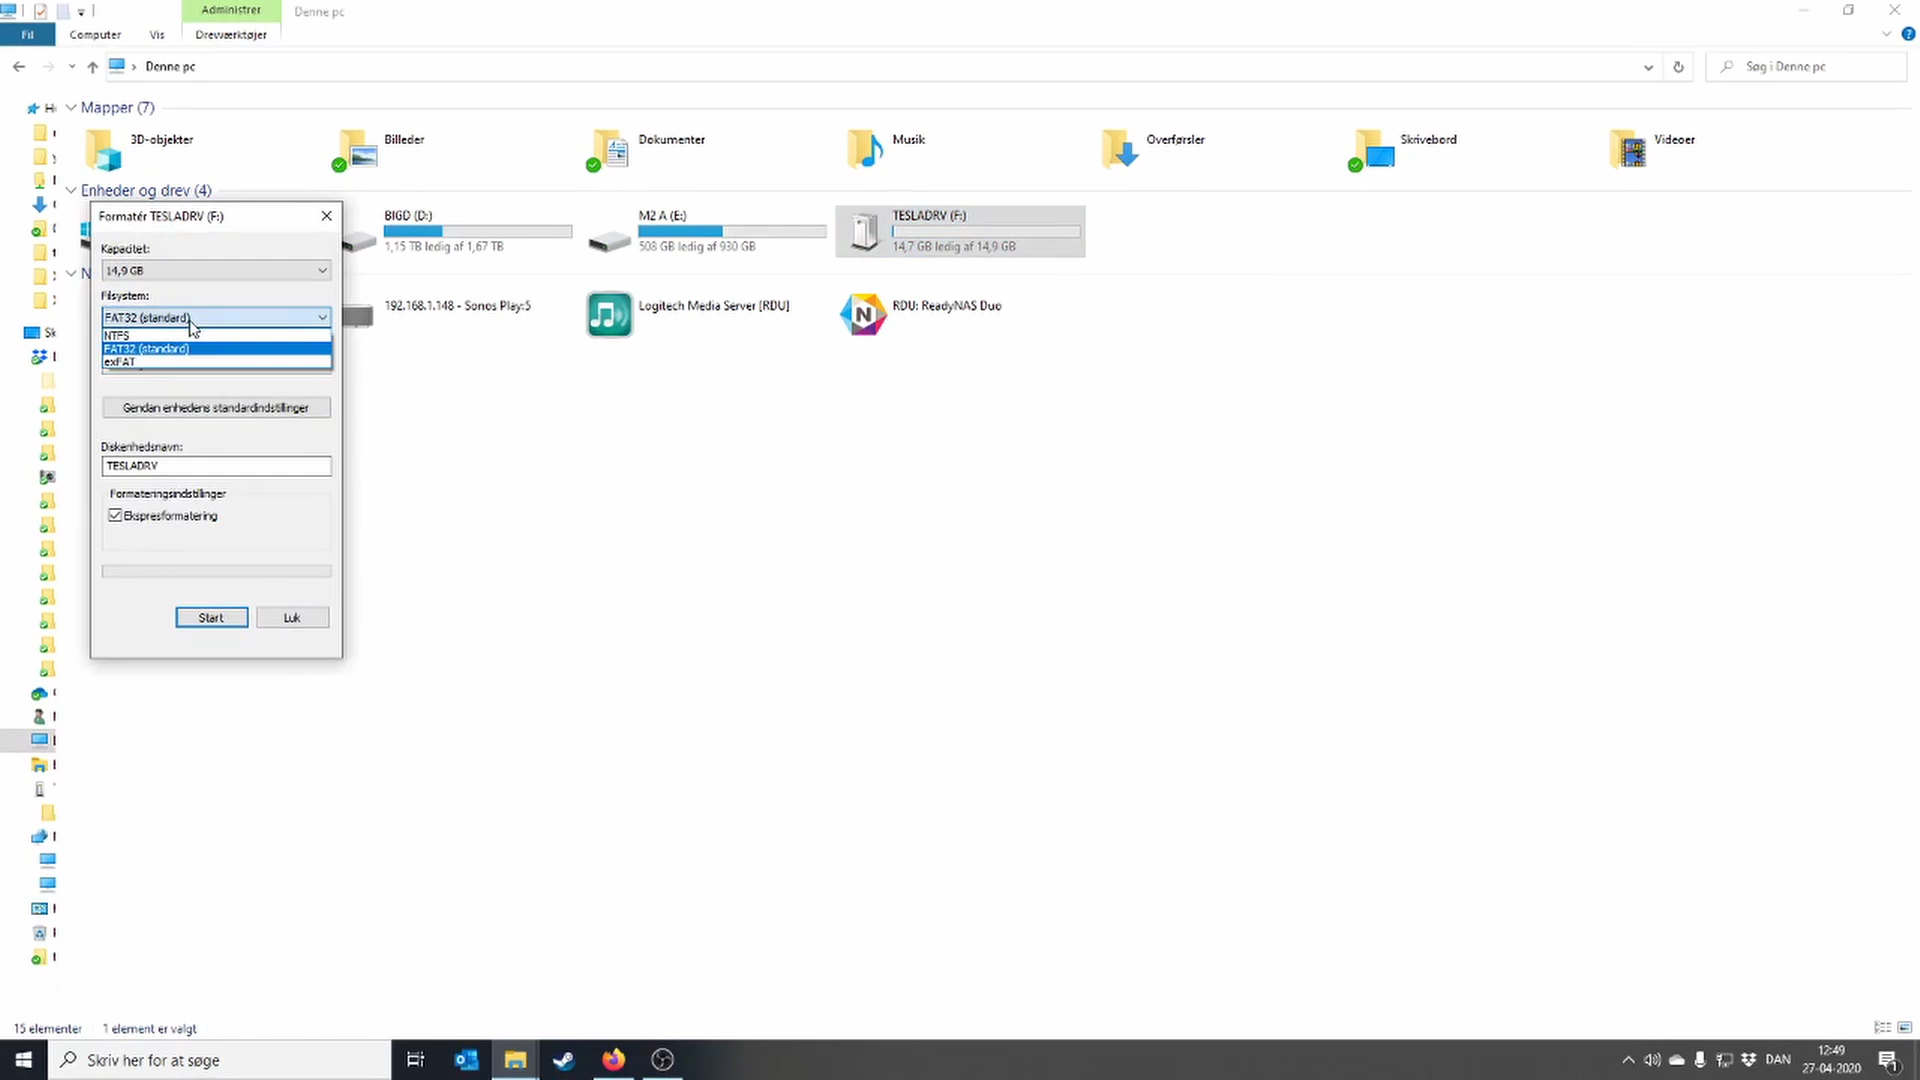 Administrer
Denne pc
Fil
Computer
Vis
Drevværktøjer
Denne pc
Søg i Denne pc
Mapper (7)
3D-objekter
Billeder
Dokumenter
Musik
Overførsler
Skrivebord
Videoer
Enheder og drev (4)
BIGD (D:)
1,15 TB ledig af 1,67 TB
M2 A (E:)
508 GB ledig af 930 GB
TESLADRV (F:)
14,7 GB ledig af 14,9 GB
192.168.1.148 - Sonos Play:5
Logitech Media Server [RDU]
RDU: ReadyNAS Duo
Formatér TESLADRV (F:)
Kapacitet:
14,9 GB
Filsystem:
FAT32 (standard)
NTFS
FAT32 (standard)
exFAT
Gendan enhedens standardindstillinger
Diskenhedsnavn:
TESLADRV
Formateringsindstillinger
Ekspresformatering
Start
Luk
15 elementer
1 element er valgt
Skriv her for at søge
DAN
12:49
27-04-2020